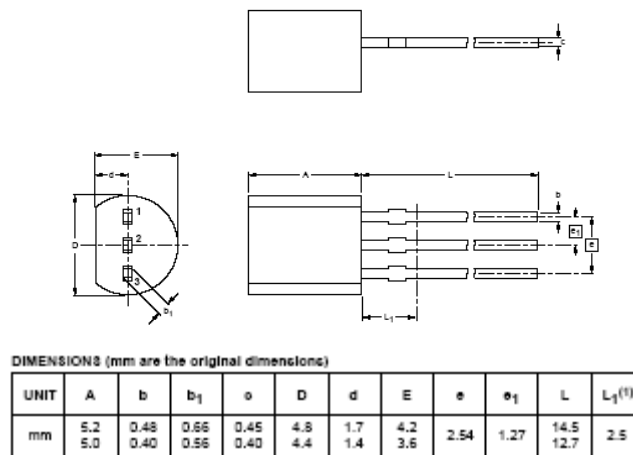 c
E
d
A
L
b
1
2
3
D
e1
e
b1
L1
DIMENSIONS (mm are the original dimensions)
UNIT A b b1 c D d E e e1 L L1(1)
mm 5.2 0.48 0.66 0.45 4.8 1.7 4.2 2.54 1.27 14.5 2.5
5.0 0.40 0.56 0.40 4.4 1.4 3.6 12.7